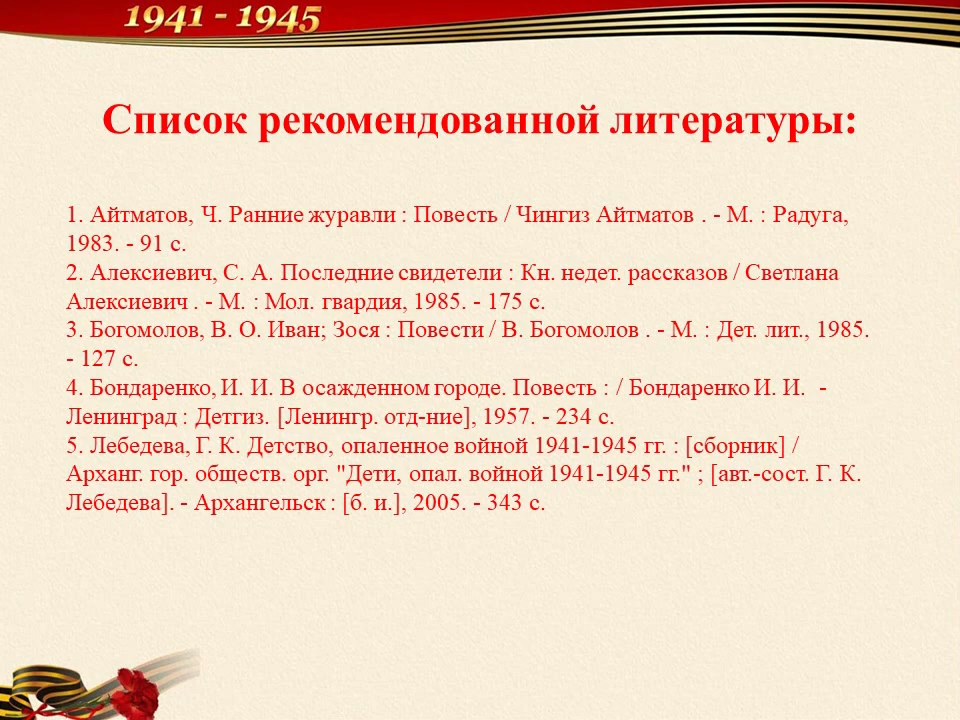 1941 - 1945
Список рекомендованной литературы:
1. Айтматов, Ч. Ранние журавли : Повесть / Чингиз Айтматов . - М. : Радуга,
1983. - 91 с.
2. Алексиевич, С. А. Последние свидетели : Кн. недет. рассказов / Светлана
Алексиевич . - М. : Мол. гвардия, 1985. - 175 с.
3. Богомолов, В. О. Иван; Зося : Повести / В. Богомолов . - М. : Дет. лит., 1985.
- 127 с.
4. Бондаренко, И. И. В осажденном городе. Повесть : / Бондаренко И. И.  -
Ленинград : Детгиз. [Ленингр. отд-ние], 1957. - 234 с.
5. Лебедева, Г. К. Детство, опаленное войной 1941-1945 гг. : [сборник] /
Арханг. гор. обществ. орг. "Дети, опал. войной 1941-1945 гг." ; [авт.-сост. Г. К.
Лебедева]. - Архангельск : [б. и.], 2005. - 343 с.